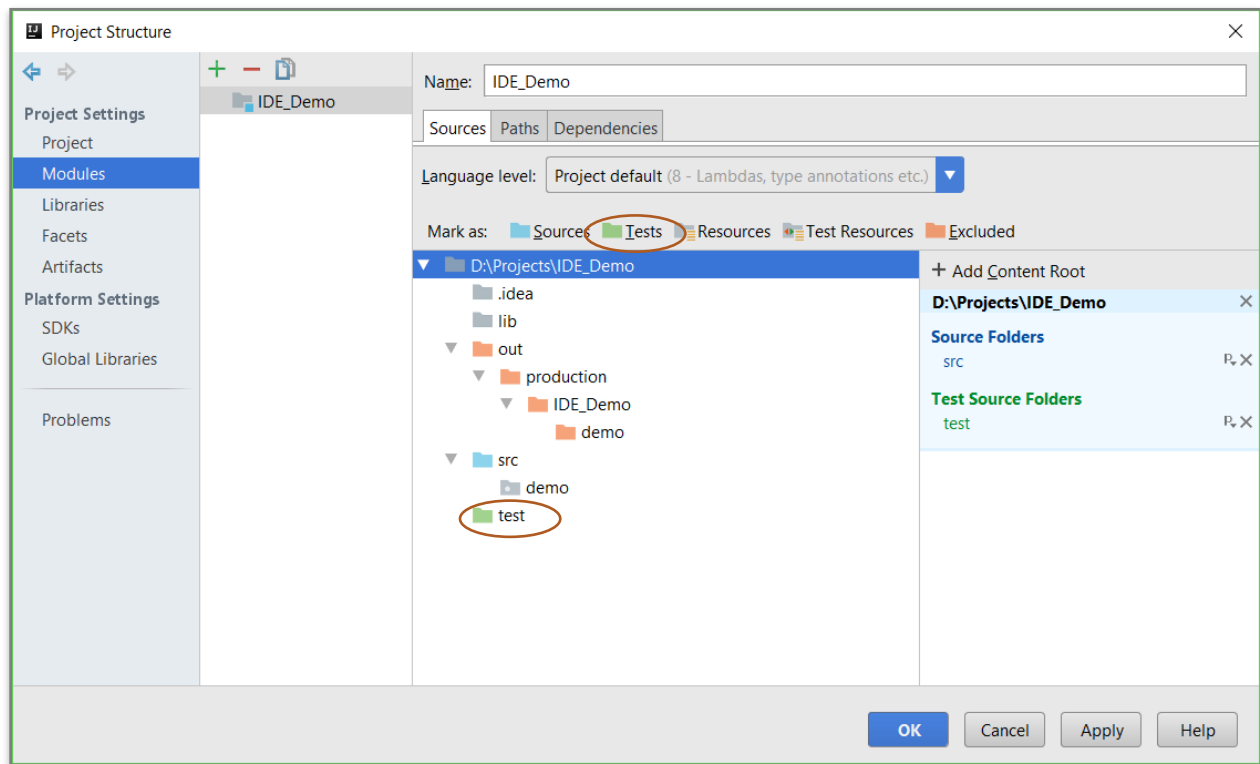 Project Structure
Project Settings
Project
Modules
Libraries
Facets
Artifacts
Platform Settings
SDKs
Global Libraries
Problems
IDE_Demo
Name: IDE_Demo
Sources Paths Dependencies
Language level: Project default (8 - Lambdas, type annotations etc.)
Mark as: Sources Tests Resources Test Resources Excluded
D:\Projects\IDE_Demo
.idea
lib
out
production
IDE_Demo
demo
src
demo
test
+ Add Content Root
D:\Projects\IDE_Demo
Source Folders
src
Test Source Folders
test
OK Cancel Apply Help